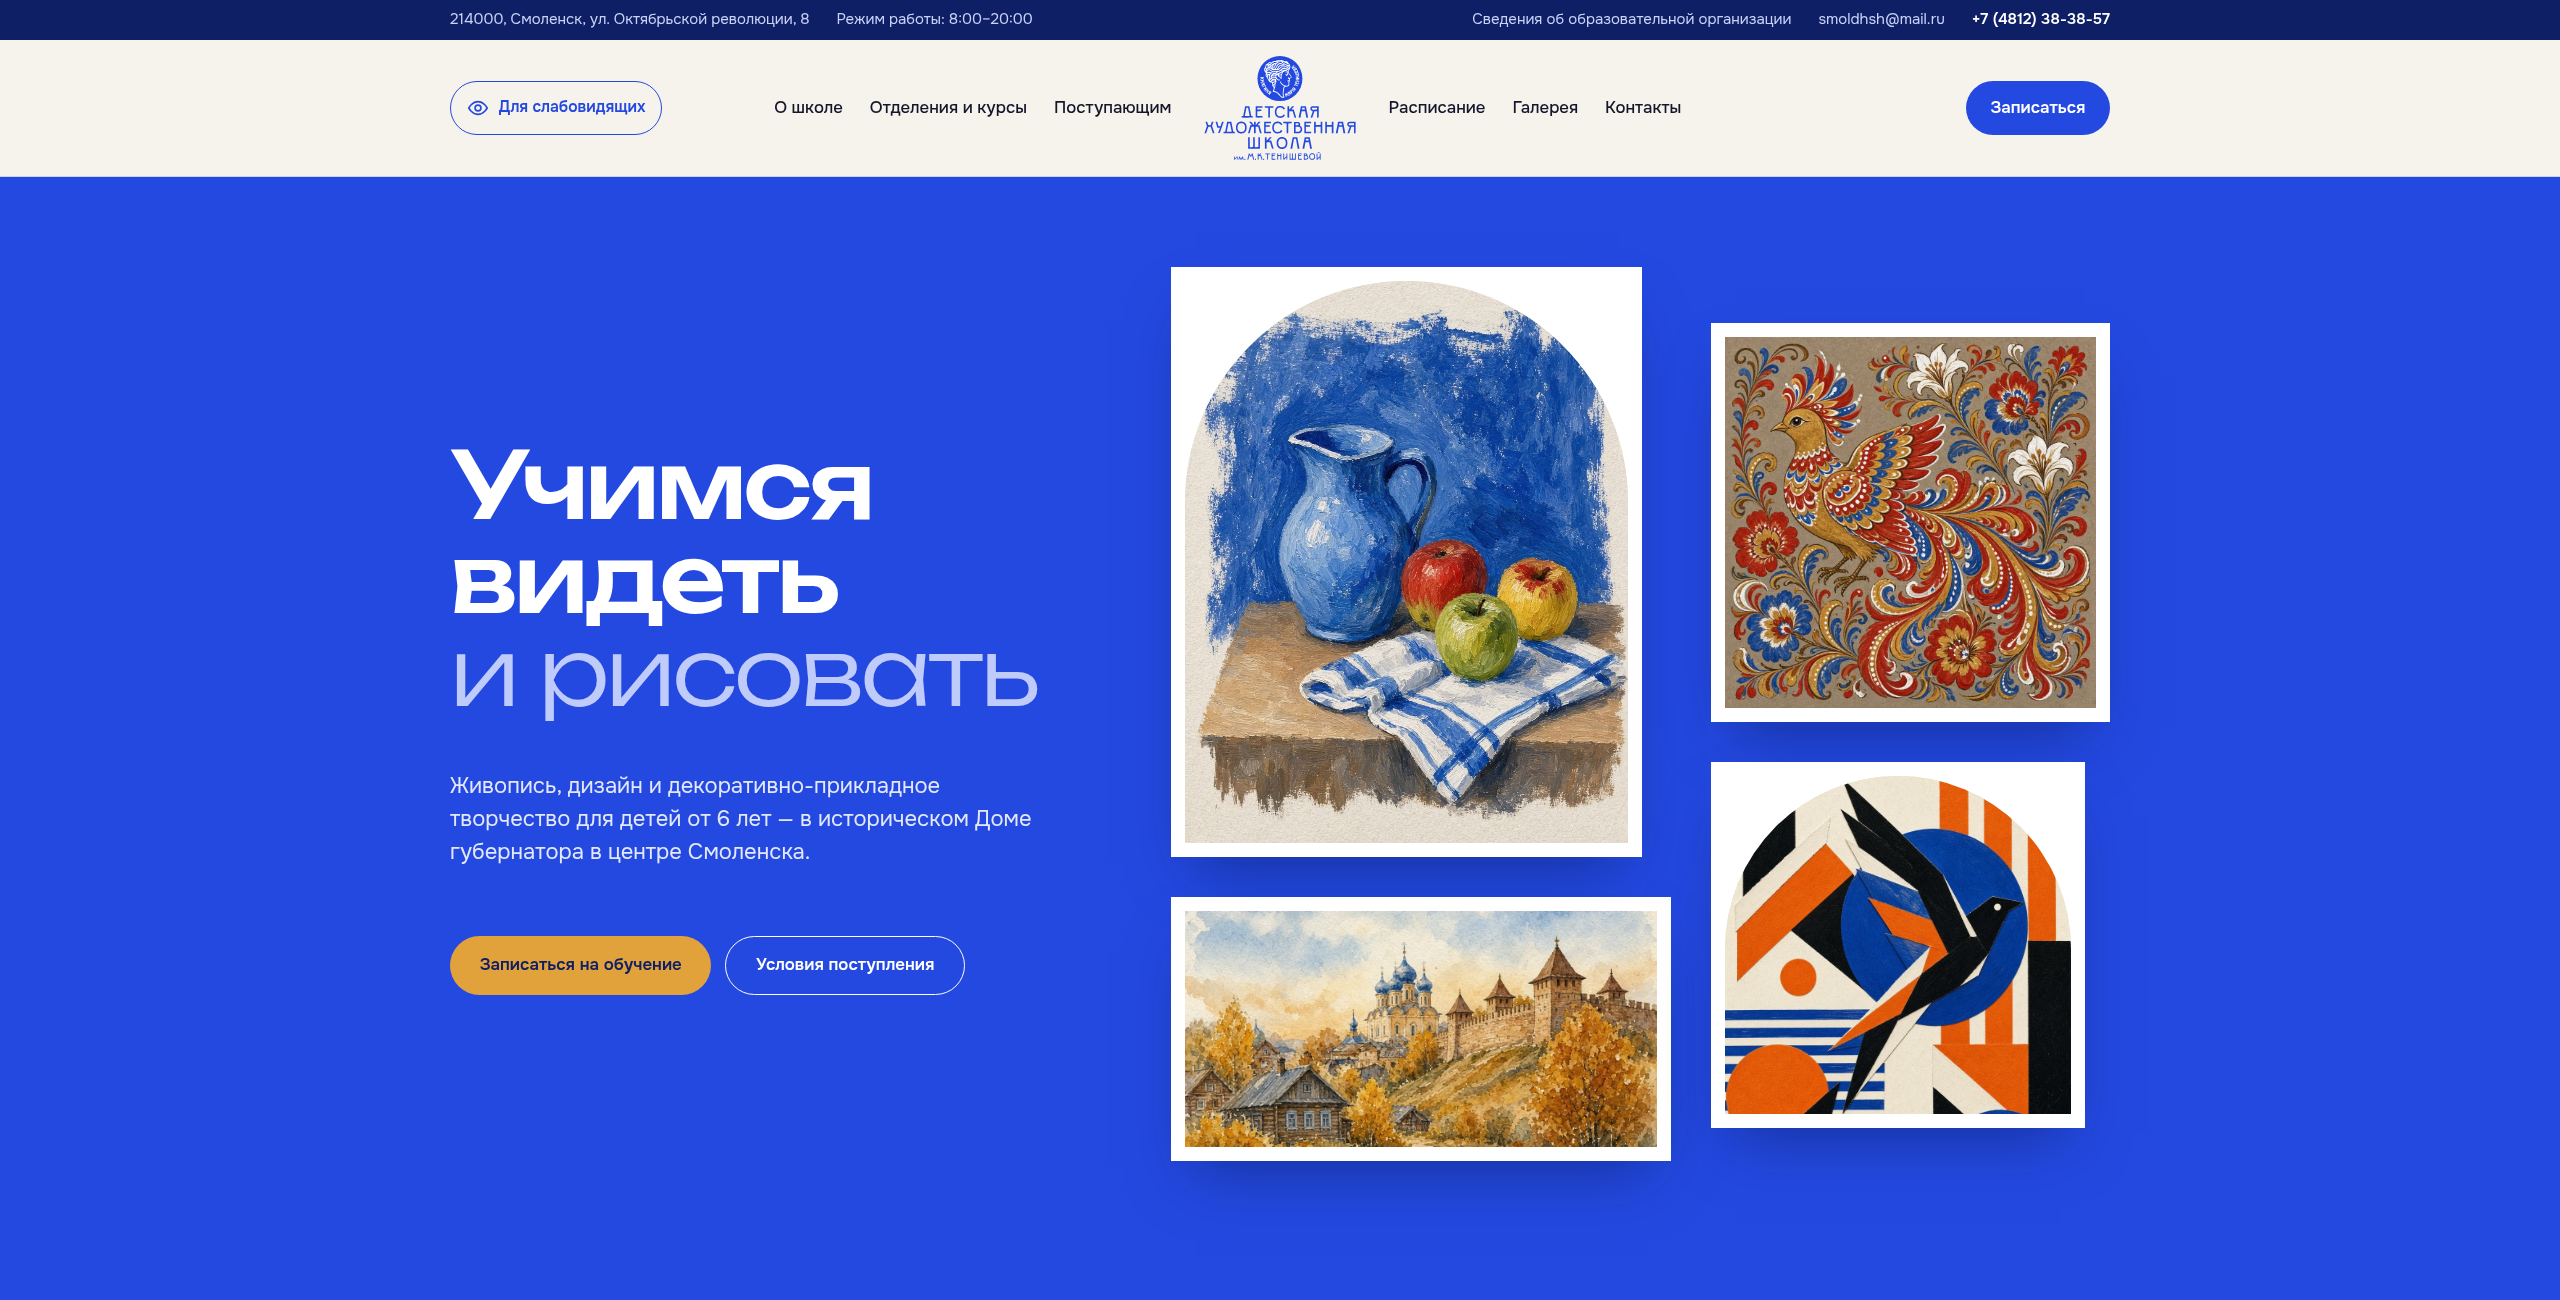 214000, Смоленск, ул. Октябрьской революции, 8
Режим работы: 8:00–20:00
Сведения об образовательной организации
smoldhsh@mail.ru
+7 (4812) 38-38-57
Для слабовидящих
О школе
Отделения и курсы
Поступающим
ДЕТСКАЯ
ХУДОЖЕСТВЕННАЯ
ШКОЛА
им. М.К.ТЕНИШЕВОЙ
Расписание
Галерея
Контакты
Записаться
Учимся
видеть
и рисовать
Живопись, дизайн и декоративно-прикладное
творчество для детей от 6 лет — в историческом Доме
губернатора в центре Смоленска.
Записаться на обучение
Условия поступления